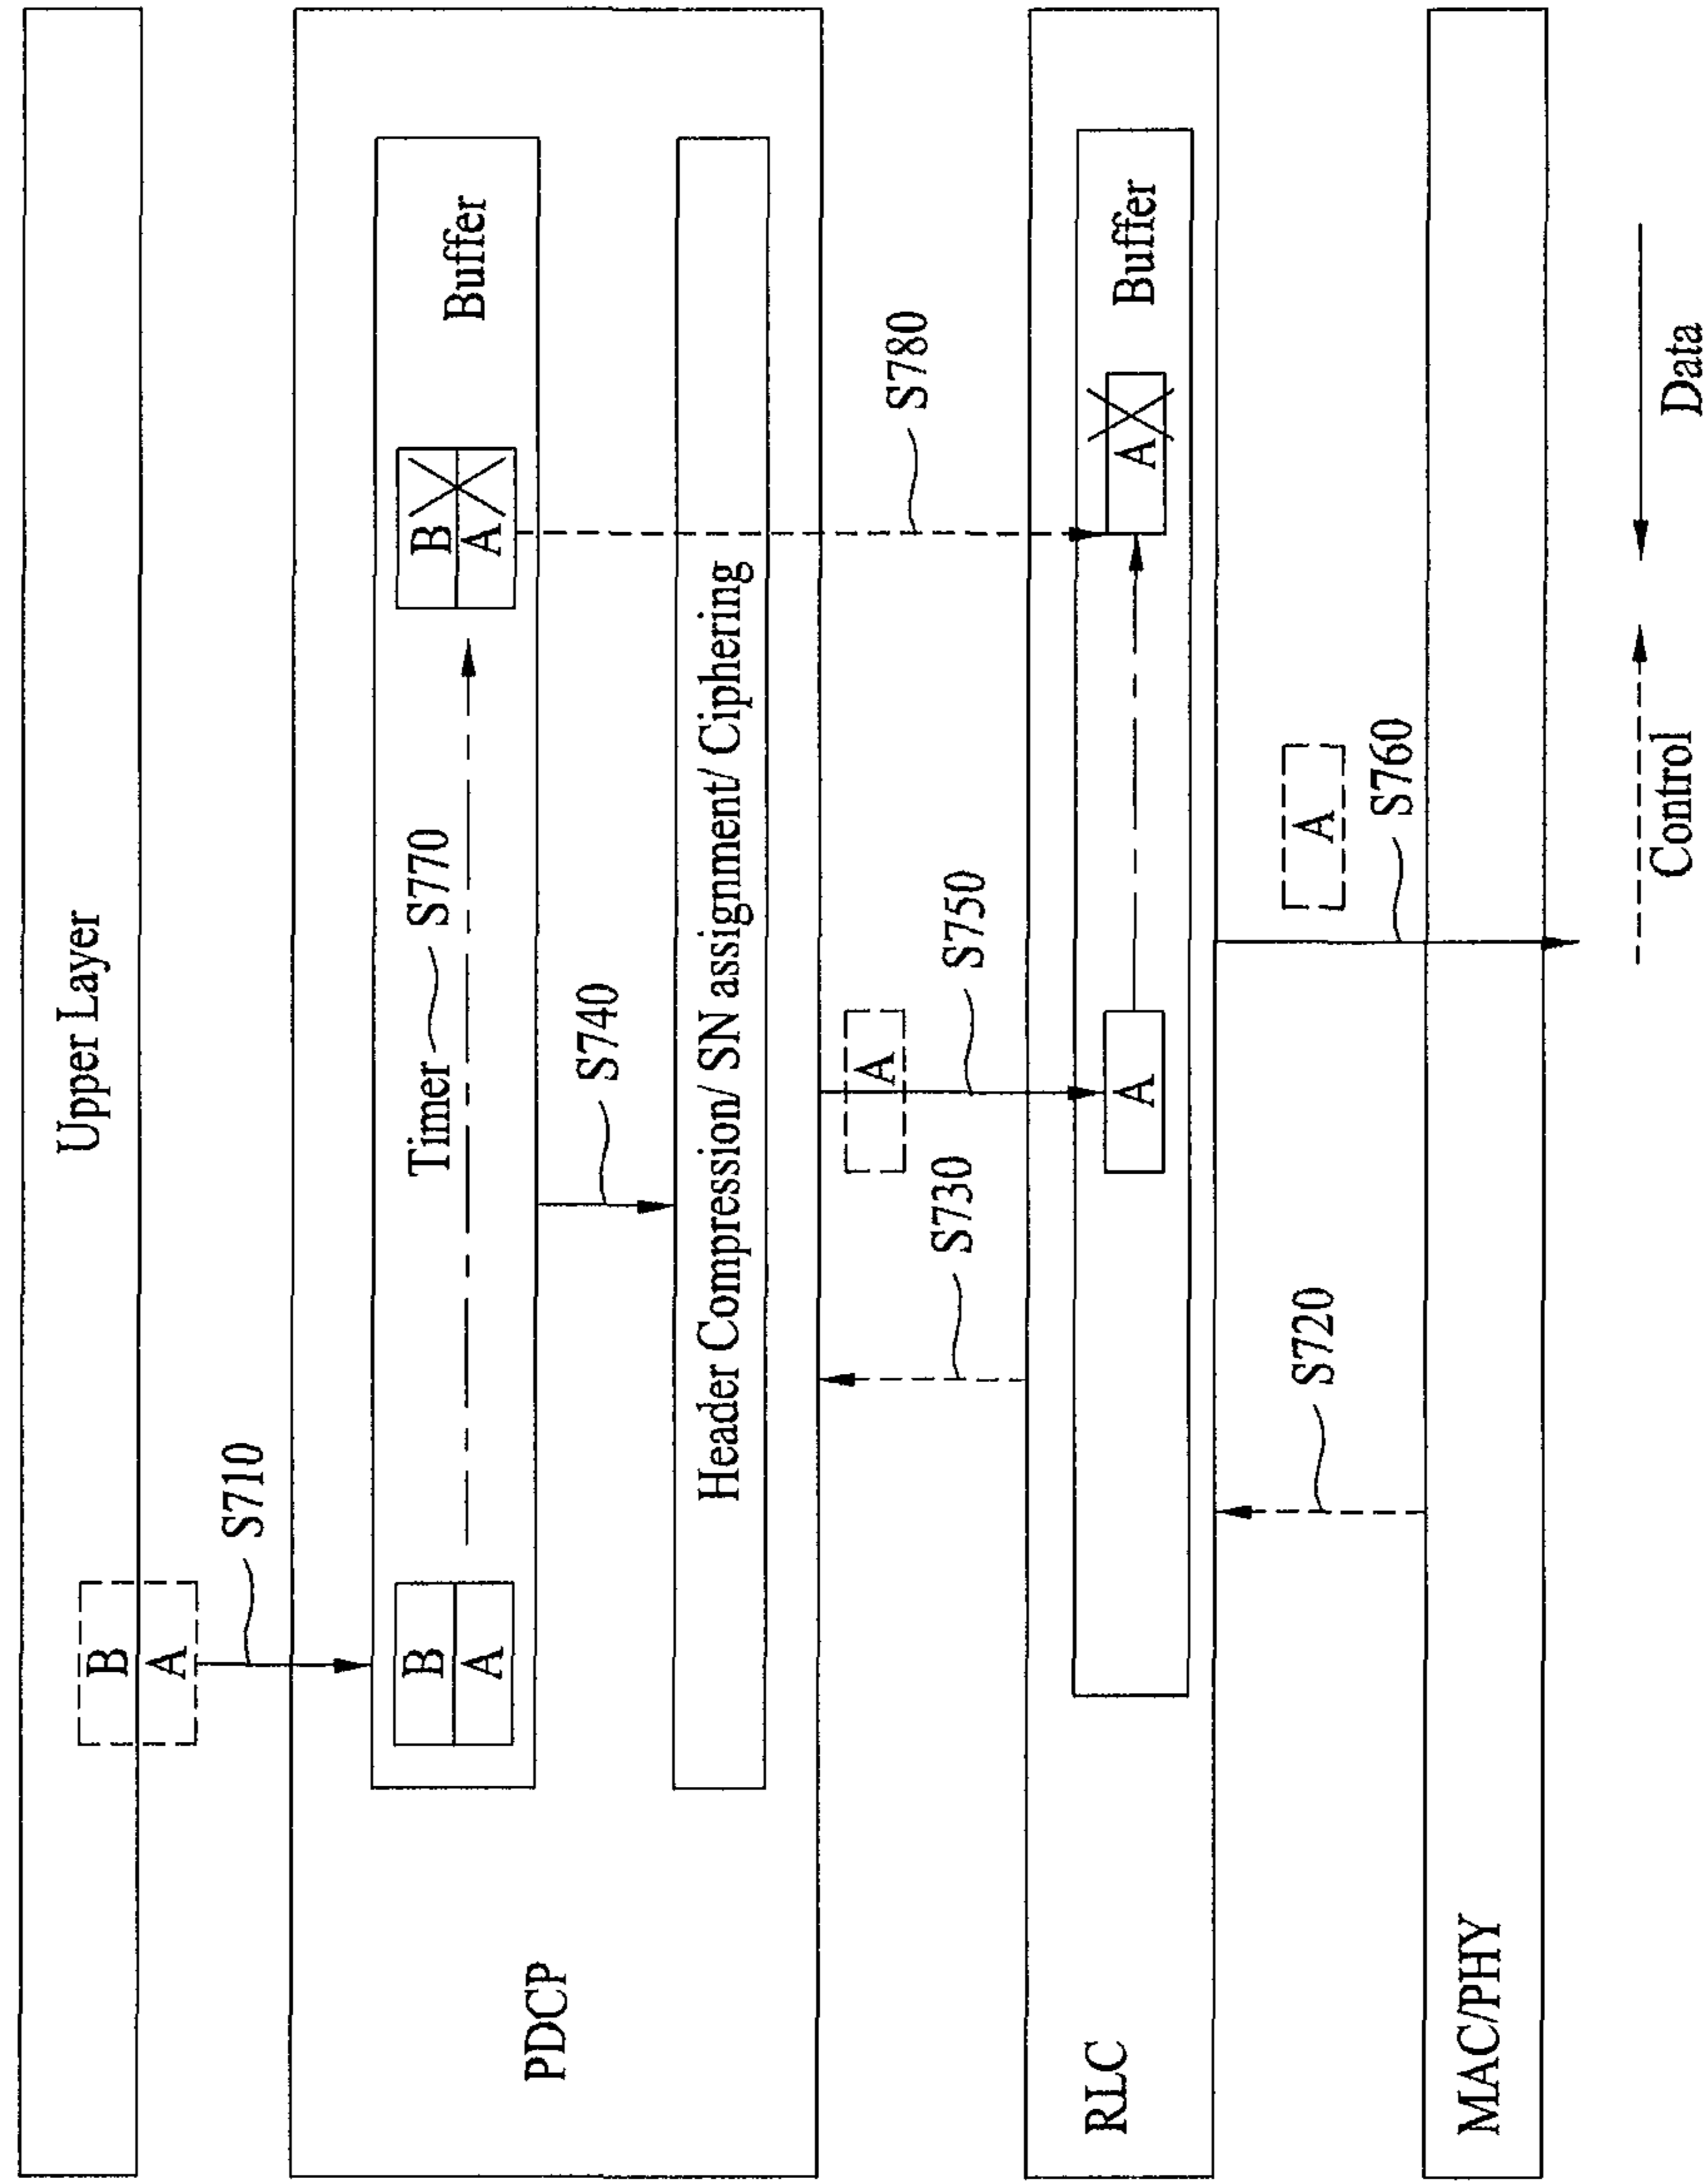 Upper Layer
B
A
S710
PDCP
B
A
Timer
S770
B
A
Buffer
S740
Header Compression/ SN assignment/ Ciphering
S730
A
S750
S780
RLC
A
A
Buffer
S720
A
S760
MAC/PHY
Control
Data